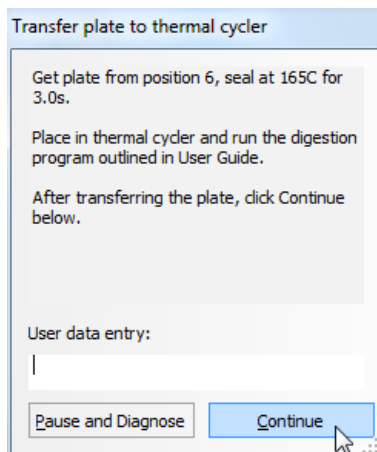 Transfer plate to thermal cycler
Get plate from position 6, seal at 165C for
3.0s.
Place in thermal cycler and run the digestion
program outlined in User Guide.
After transferring the plate, click Continue
below.
User data entry:
Pause and Diagnose
Continue